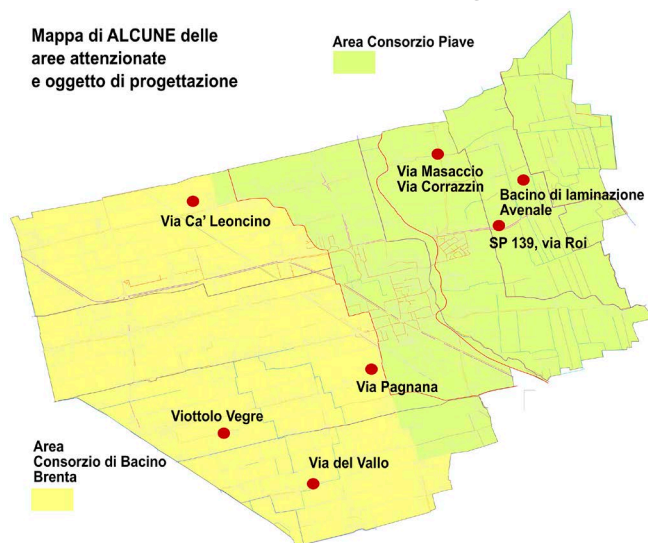 Mappa di ALCUNE delle
aree attenzionate
e oggetto di progettazione
Area Consorzio Piave
Via Masaccio
Via Corrazzin
Bacino di laminazione
Avenale
Via Ca' Leoncino
SP 139, via Roi
Via Pagnana
Viottolo Vegre
Via del Vallo
Area
Consorzio di Bacino
Brenta